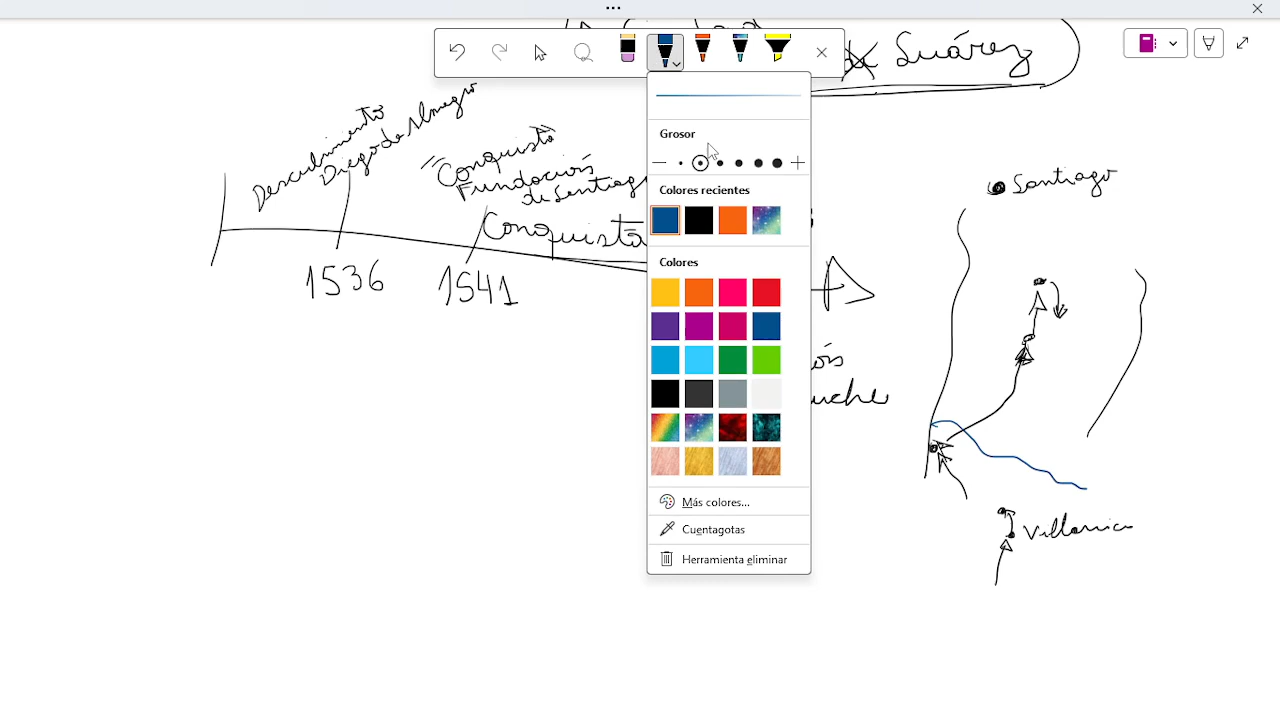 Suárez
Descubrimiento
Diego de Almagro
"Conquista"
Fundación
de Santiago
Conquista
1536
1541
Grosor
Colores recientes
Colores
Más colores...
Cuentagotas
Herramienta eliminar
uche
Santiago
Villarrica